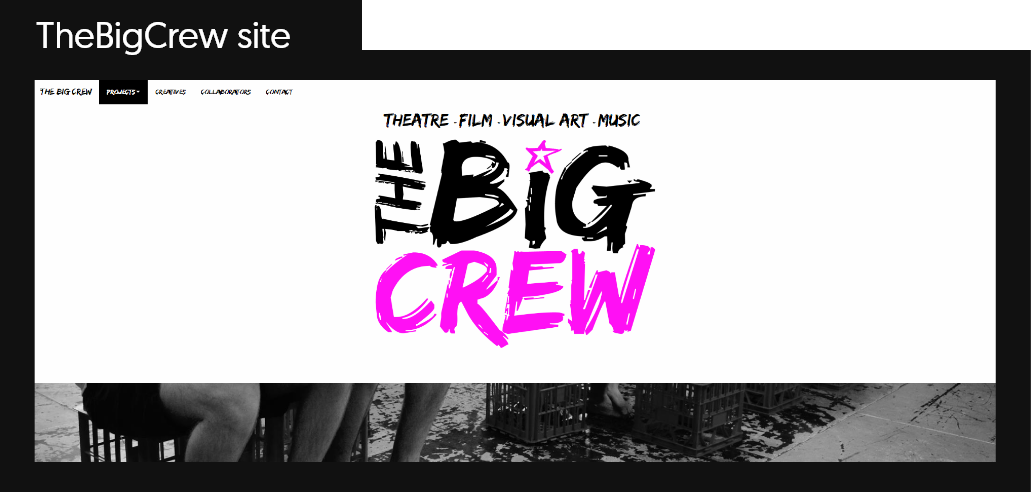 TheBigCrew site
THE BIG CREW PROJECTS CREATIVES COLLABORATORS CONTACT
THEATRE · FILM · VISUAL ART · MUSIC
THE BiG
CREW